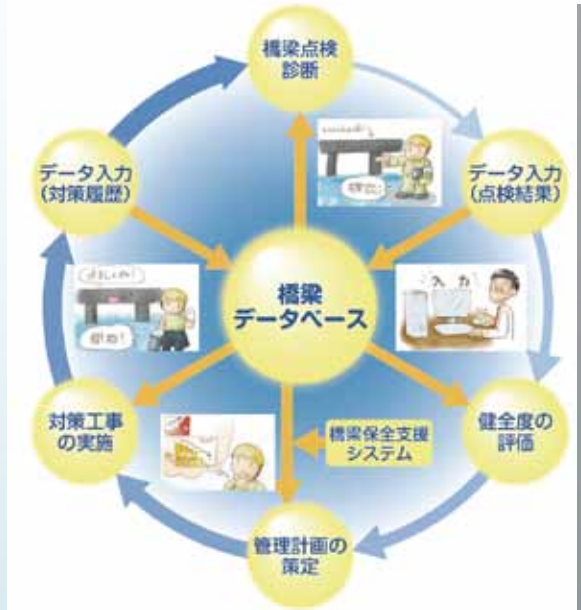 橋梁点検
診断
データ入力
(点検結果)
健全度の
評価
管理計画の
策定
対策工事
の実施
データ入力
(対策履歴)
橋梁
データベース
橋梁保全支援
システム
入力